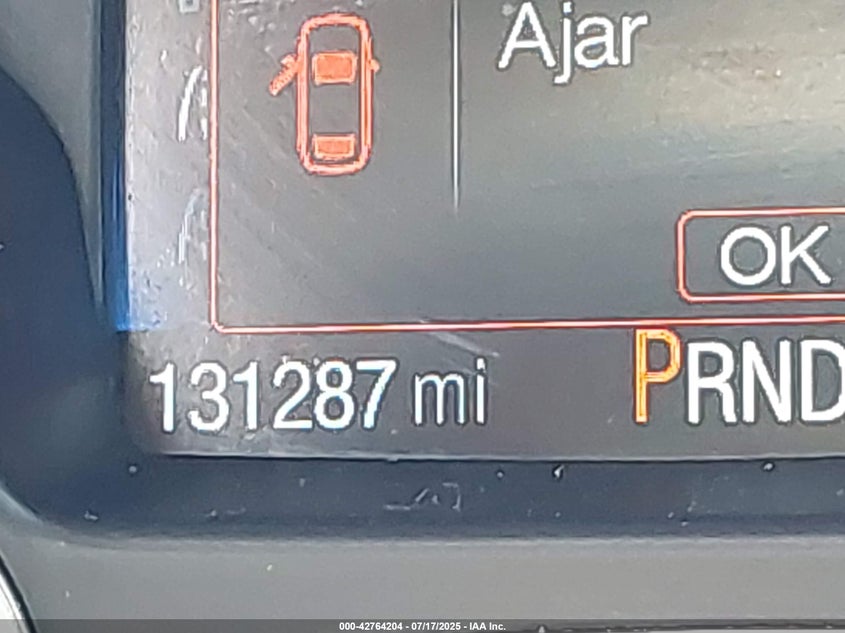 Ajar
OK
131287 mi PRND
000-42764204 - 07/17/2025 - IAA Inc.